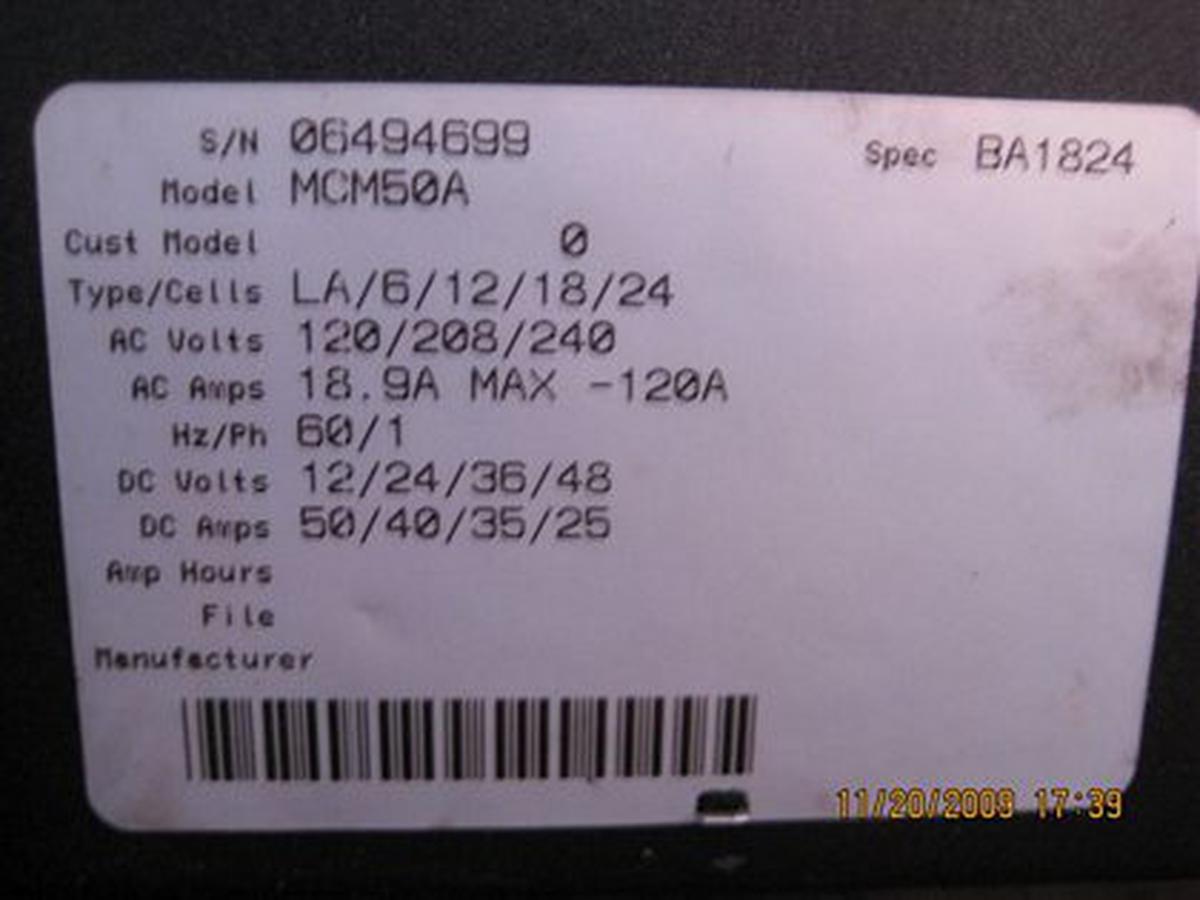 S/N 06494699 Spec BA1824
Model MCM50A
Cust Model 0
Type/Cells LA/6/12/18/24
AC Volts 120/208/240
AC Amps 18.9A MAX -120A
Hz/Ph 60/1
DC Volts 12/24/36/48
DC Amps 50/40/35/25
Amp Hours
File
Manufacturer
11/20/2009 17:39